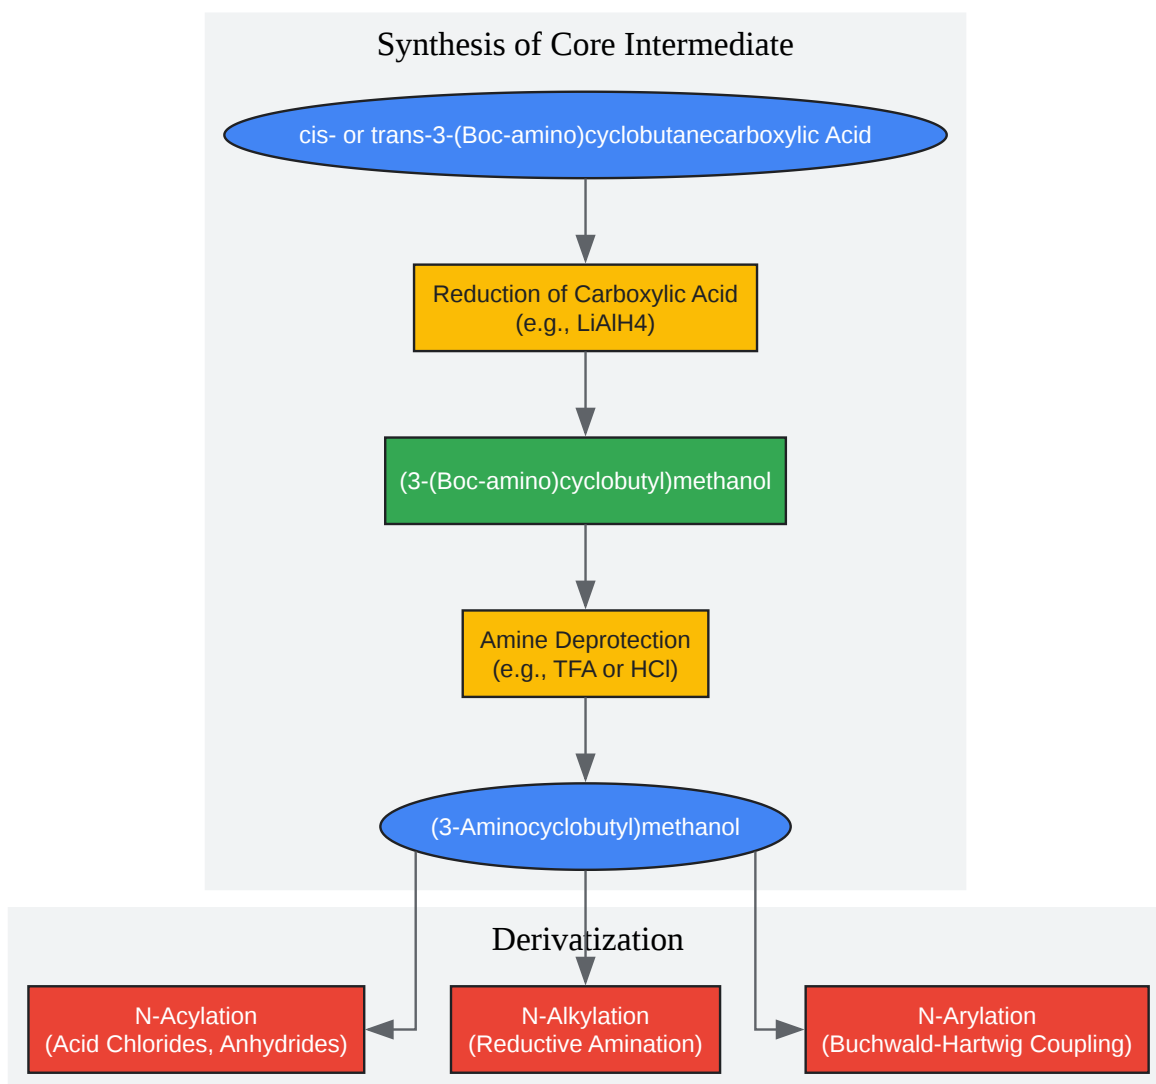 Synthesis of Core Intermediate
cis- or trans-3-(Boc-amino)cyclobutanecarboxylic Acid
Reduction of Carboxylic Acid
(e.g., LiAlH4)
(3-(Boc-amino)cyclobutyl)methanol
Amine Deprotection
(e.g., TFA or HCl)
(3-Aminocyclobutyl)methanol
Derivatization
N-Acylation
(Acid Chlorides, Anhydrides)
N-Alkylation
(Reductive Amination)
N-Arylation
(Buchwald-Hartwig Coupling)